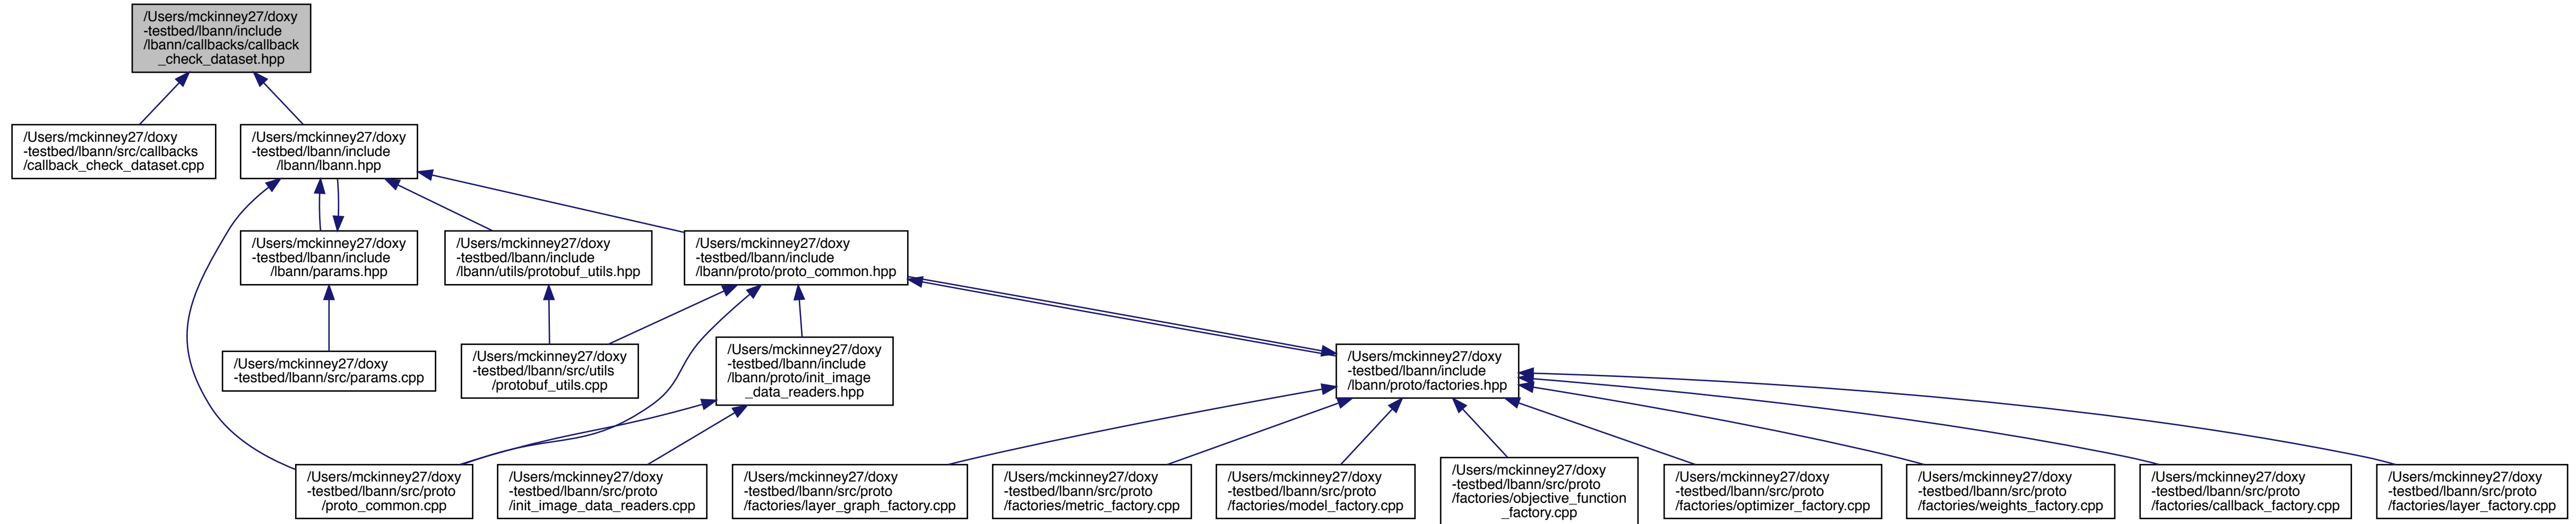 /Users/mckinney27/doxy
-testbed/lbann/include
/lbann/callbacks/callback
_check_dataset.hpp
/Users/mckinney27/doxy
-testbed/lbann/src/callbacks
/callback_check_dataset.cpp
/Users/mckinney27/doxy
-testbed/lbann/include
/lbann/lbann.hpp
/Users/mckinney27/doxy
-testbed/lbann/include
/lbann/params.hpp
/Users/mckinney27/doxy
-testbed/lbann/include
/lbann/utils/protobuf_utils.hpp
/Users/mckinney27/doxy
-testbed/lbann/include
/lbann/proto/proto_common.hpp
/Users/mckinney27/doxy
-testbed/lbann/src/params.cpp
/Users/mckinney27/doxy
-testbed/lbann/src/utils
/protobuf_utils.cpp
/Users/mckinney27/doxy
-testbed/lbann/include
/lbann/proto/init_image
_data_readers.hpp
/Users/mckinney27/doxy
-testbed/lbann/include
/lbann/proto/factories.hpp
/Users/mckinney27/doxy
-testbed/lbann/src/proto
/proto_common.cpp
/Users/mckinney27/doxy
-testbed/lbann/src/proto
/init_image_data_readers.cpp
/Users/mckinney27/doxy
-testbed/lbann/src/proto
/factories/layer_graph_factory.cpp
/Users/mckinney27/doxy
-testbed/lbann/src/proto
/factories/metric_factory.cpp
/Users/mckinney27/doxy
-testbed/lbann/src/proto
/factories/model_factory.cpp
/Users/mckinney27/doxy
-testbed/lbann/src/proto
/factories/objective_function
_factory.cpp
/Users/mckinney27/doxy
-testbed/lbann/src/proto
/factories/optimizer_factory.cpp
/Users/mckinney27/doxy
-testbed/lbann/src/proto
/factories/weights_factory.cpp
/Users/mckinney27/doxy
-testbed/lbann/src/proto
/factories/callback_factory.cpp
/Users/mckinney27/doxy
-testbed/lbann/src/proto
/factories/layer_factory.cpp